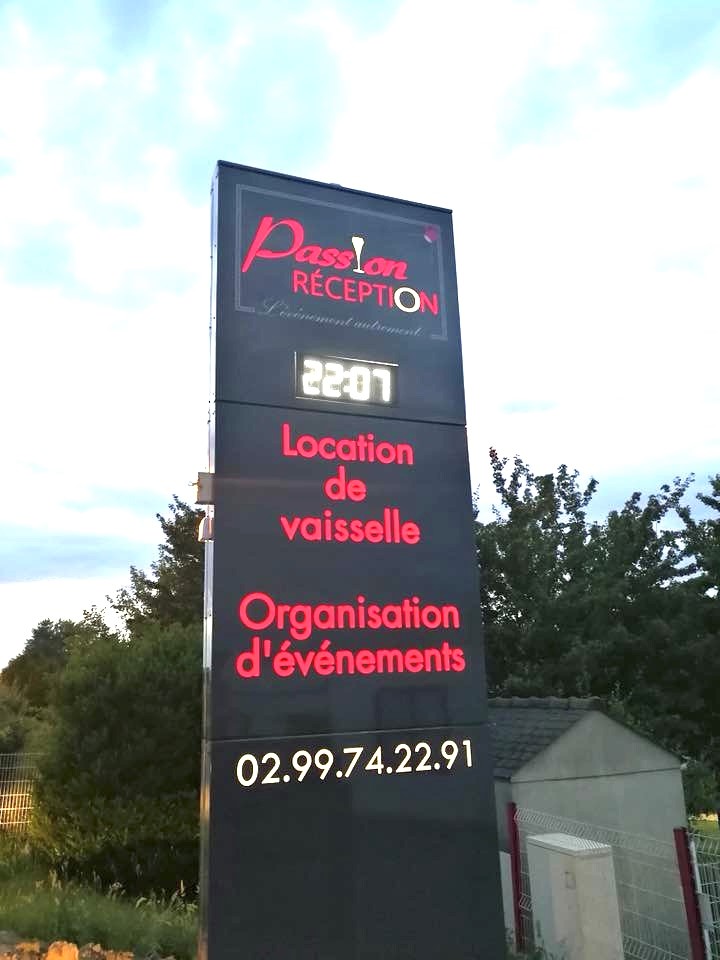 Passion
RÉCEPTION
L'événement autrement
22:07
Location
de
vaisselle
Organisation
d'événements
02.99.74.22.91